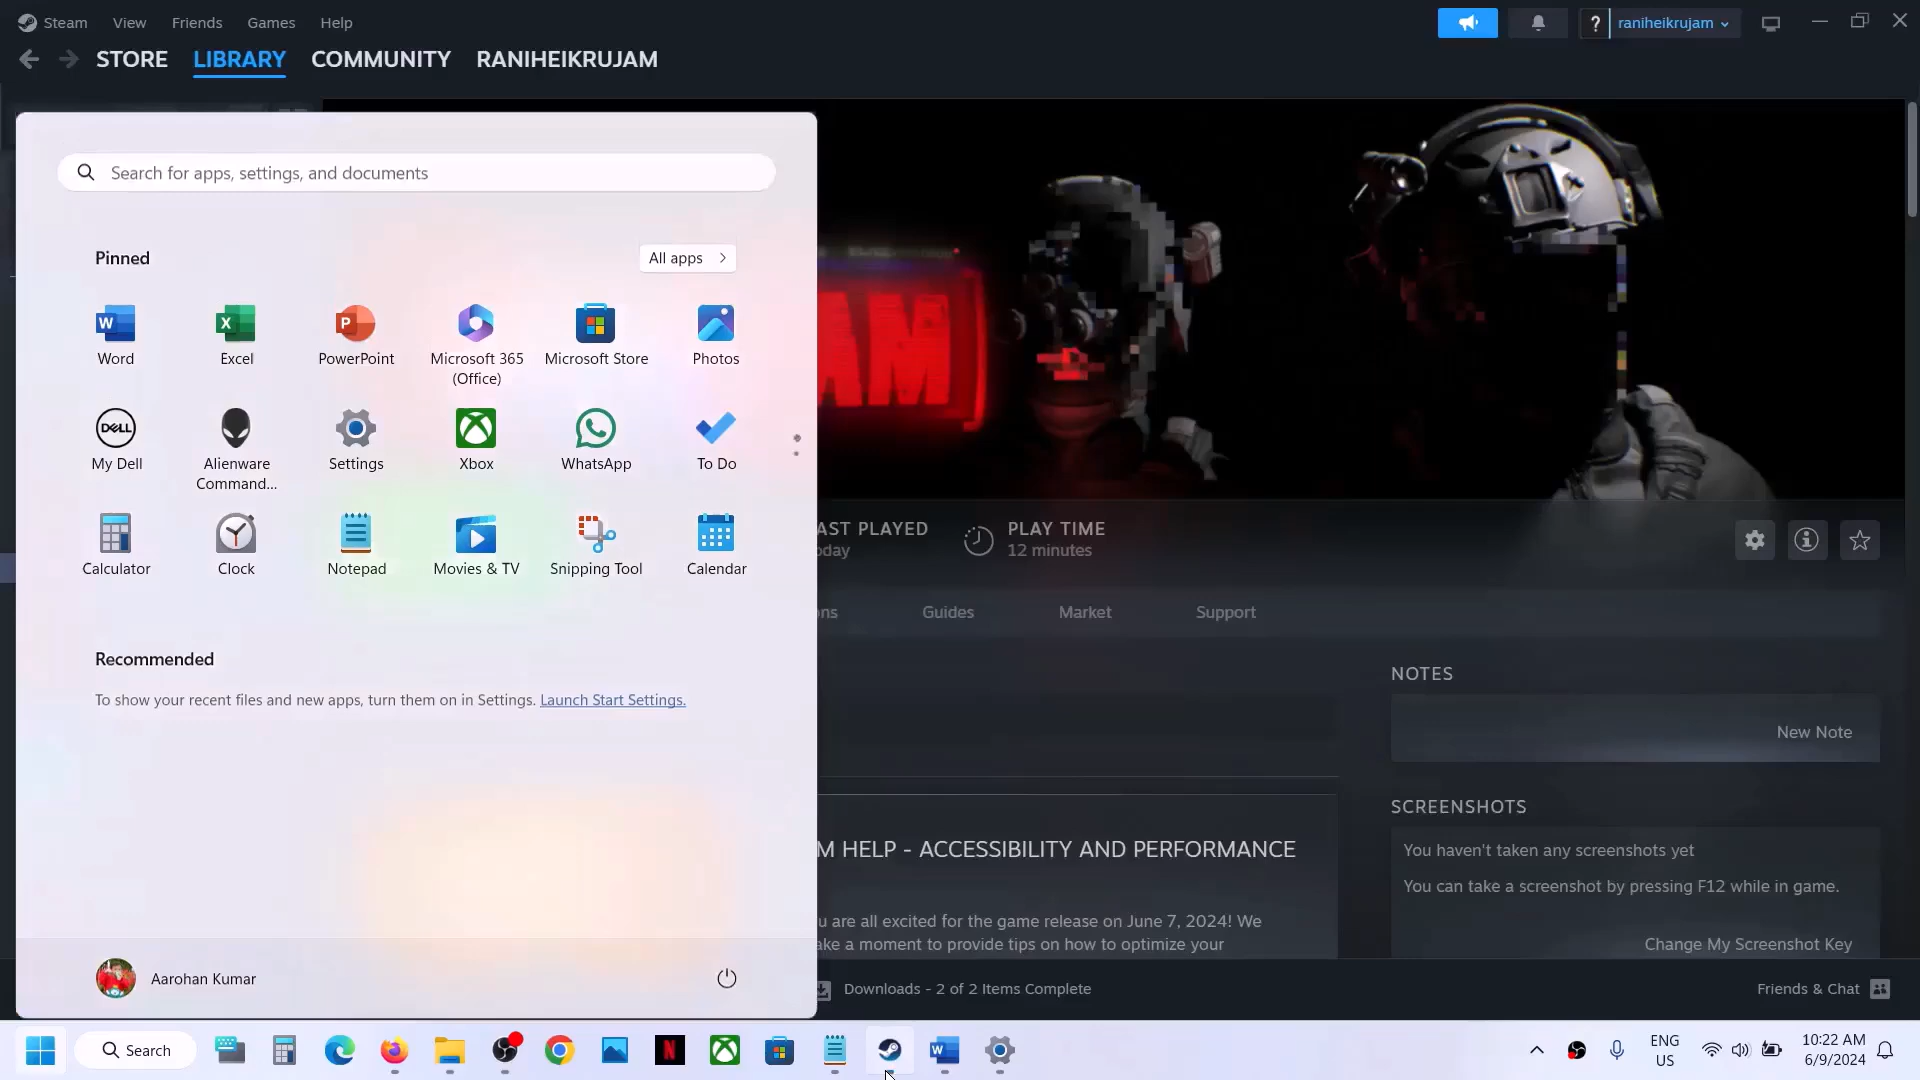 Steam View Friends Games Help
? raniheikrujam
STORE LIBRARY COMMUNITY RANIHEIKRUJAM
Search for apps, settings, and documents
Pinned
All apps
Word
Excel
PowerPoint
Microsoft 365
(Office)
Microsoft Store
Photos
My Dell
Alienware
Command...
Settings
Xbox
WhatsApp
To Do
Calculator
Clock
Notepad
Movies & TV
Snipping Tool
Calendar
Recommended
To show your recent files and new apps, turn them on in Settings. Launch Start Settings.
Aarohan Kumar
AM
AST PLAYED
oday
PLAY TIME
12 minutes
ns Guides Market Support
NOTES
New Note
SCREENSHOTS
You haven't taken any screenshots yet
You can take a screenshot by pressing F12 while in game.
Change My Screenshot Key
M HELP - ACCESSIBILITY AND PERFORMANCE
u are all excited for the game release on June 7, 2024! We
ake a moment to provide tips on how to optimize your
Downloads - 2 of 2 Items Complete
Friends & Chat
Search
ENG
US
10:22 AM
6/9/2024